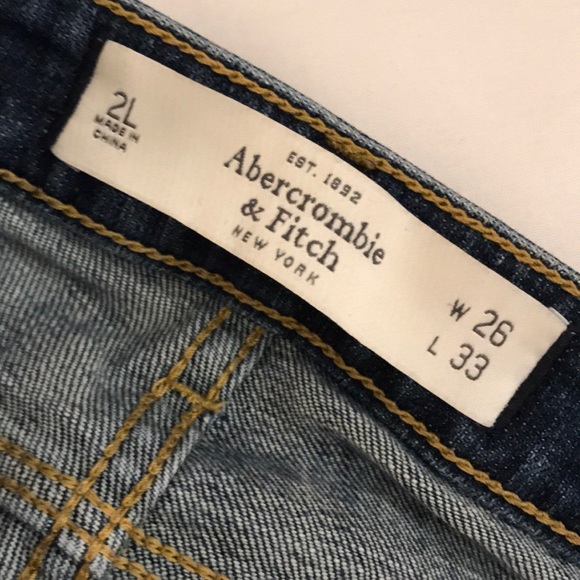 2L
MADE IN
CHINA
EST. 1892
Abercrombie
& Fitch
NEW YORK
W 26
L 33